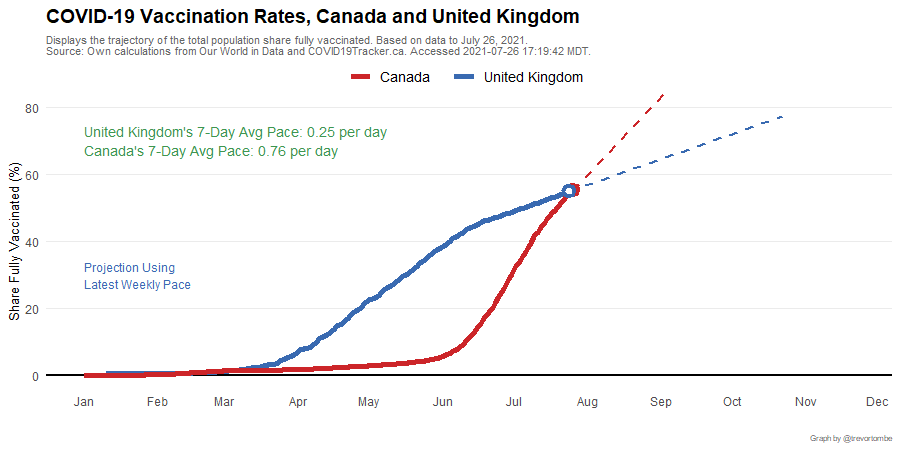 COVID-19 Vaccination Rates, Canada and United Kingdom
Displays the trajectory of the total population share fully vaccinated. Based on data to July 26, 2021.
Source: Own calculations from Our World in Data and COVID19Tracker.ca. Accessed 2021-07-26 17:19:42 MDT.
Canada United Kingdom
United Kingdom's 7-Day Avg Pace: 0.25 per day
Canada's 7-Day Avg Pace: 0.76 per day
Projection Using
Latest Weekly Pace
Share Fully Vaccinated (%)
80
60
40
20
0
Jan Feb Mar Apr May Jun Jul Aug Sep Oct Nov Dec
Graph by @trevortombe